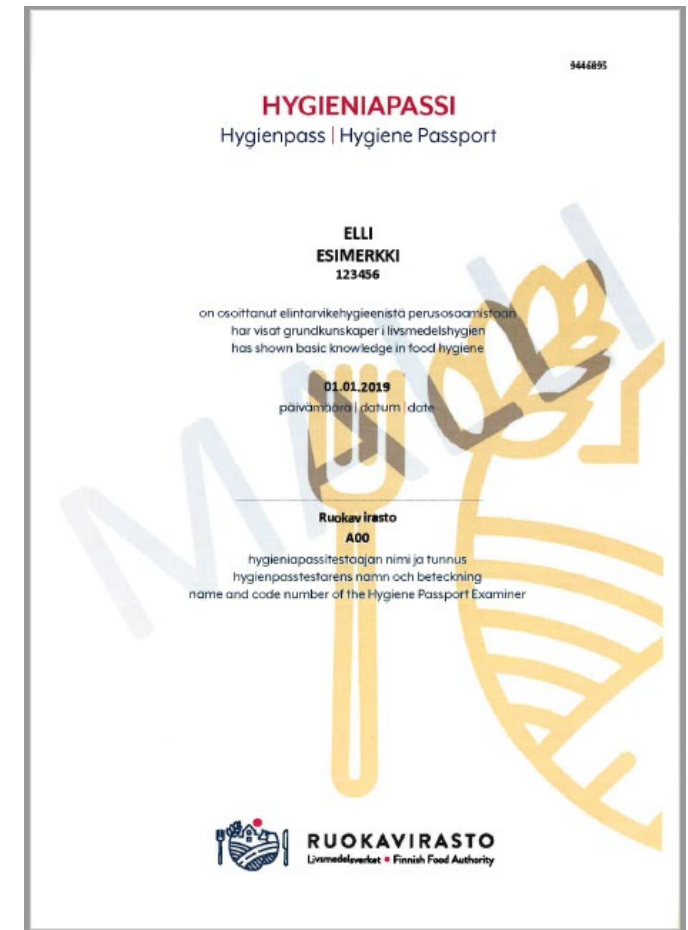 9446895
HYGIENIAPASSI
Hygienpass | Hygiene Passport
ELLI
ESIMERKKI
123456
on osoittanut elintarvikehygieenistä perusosaamistaan
har visat grundkunskaper i livsmedelshygien
has shown basic knowledge in food hygiene
01.01.2019
päivämäärä | datum | date
MALLI
Ruokavirasto
A00
hygieniapassitestaajan nimi ja tunnus
hygienpasstestarens namn och beteckning
name and code number of the Hygiene Passport Examiner
RUOKAVIRASTO
Livsmedelsverket • Finnish Food Authority